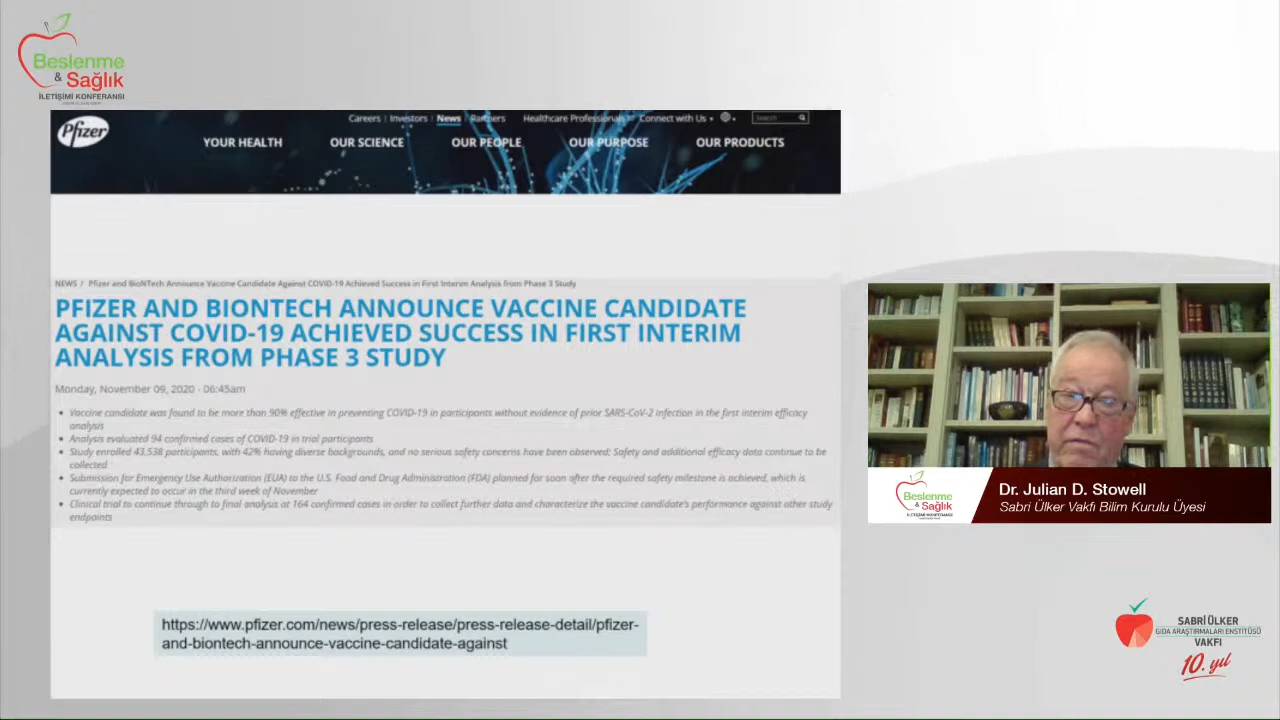 Beslenme
& Sağlık
İLETİŞİMİ KONFERANSI
Pfizer
Careers | Investors | News | Partners Healthcare Professionals Connect with Us
Search
YOUR HEALTH OUR SCIENCE OUR PEOPLE OUR PURPOSE OUR PRODUCTS
NEWS / Pfizer and BioNTech Announce Vaccine Candidate Against COVID-19 Achieved Success in First Interim Analysis from Phase 3 Study
PFIZER AND BIONTECH ANNOUNCE VACCINE CANDIDATE
AGAINST COVID-19 ACHIEVED SUCCESS IN FIRST INTERIM
ANALYSIS FROM PHASE 3 STUDY
Monday, November 09, 2020 - 06:45am
• Vaccine candidate was found to be more than 90% effective in preventing COVID-19 in participants without evidence of prior SARS-CoV-2 infection in the first interim efficacy
analysis
• Analysis evaluated 94 confirmed cases of COVID-19 in trial participants
• Study enrolled 43,538 participants, with 42% having diverse backgrounds, and no serious safety concerns have been observed; Safety and additional efficacy data continue to be
collected
• Submission for Emergency Use Authorization (EUA) to the U.S. Food and Drug Administration (FDA) planned for soon after the required safety milestone is achieved, which is
currently expected to occur in the third week of November
• Clinical trial to continue through to final analysis at 164 confirmed cases in order to collect further data and characterize the vaccine candidate's performance against other study
endpoints
https://www.pfizer.com/news/press-release/press-release-detail/pfizer-
and-biontech-announce-vaccine-candidate-against
Beslenme
& Sağlık
İLETİŞİMİ KONFERANSI
Dr. Julian D. Stowell
Sabri Ülker Vakfı Bilim Kurulu Üyesi
SABRİ ÜLKER
GIDA ARAŞTIRMALARI ENSTİTÜSÜ
VAKFI
10. yıl